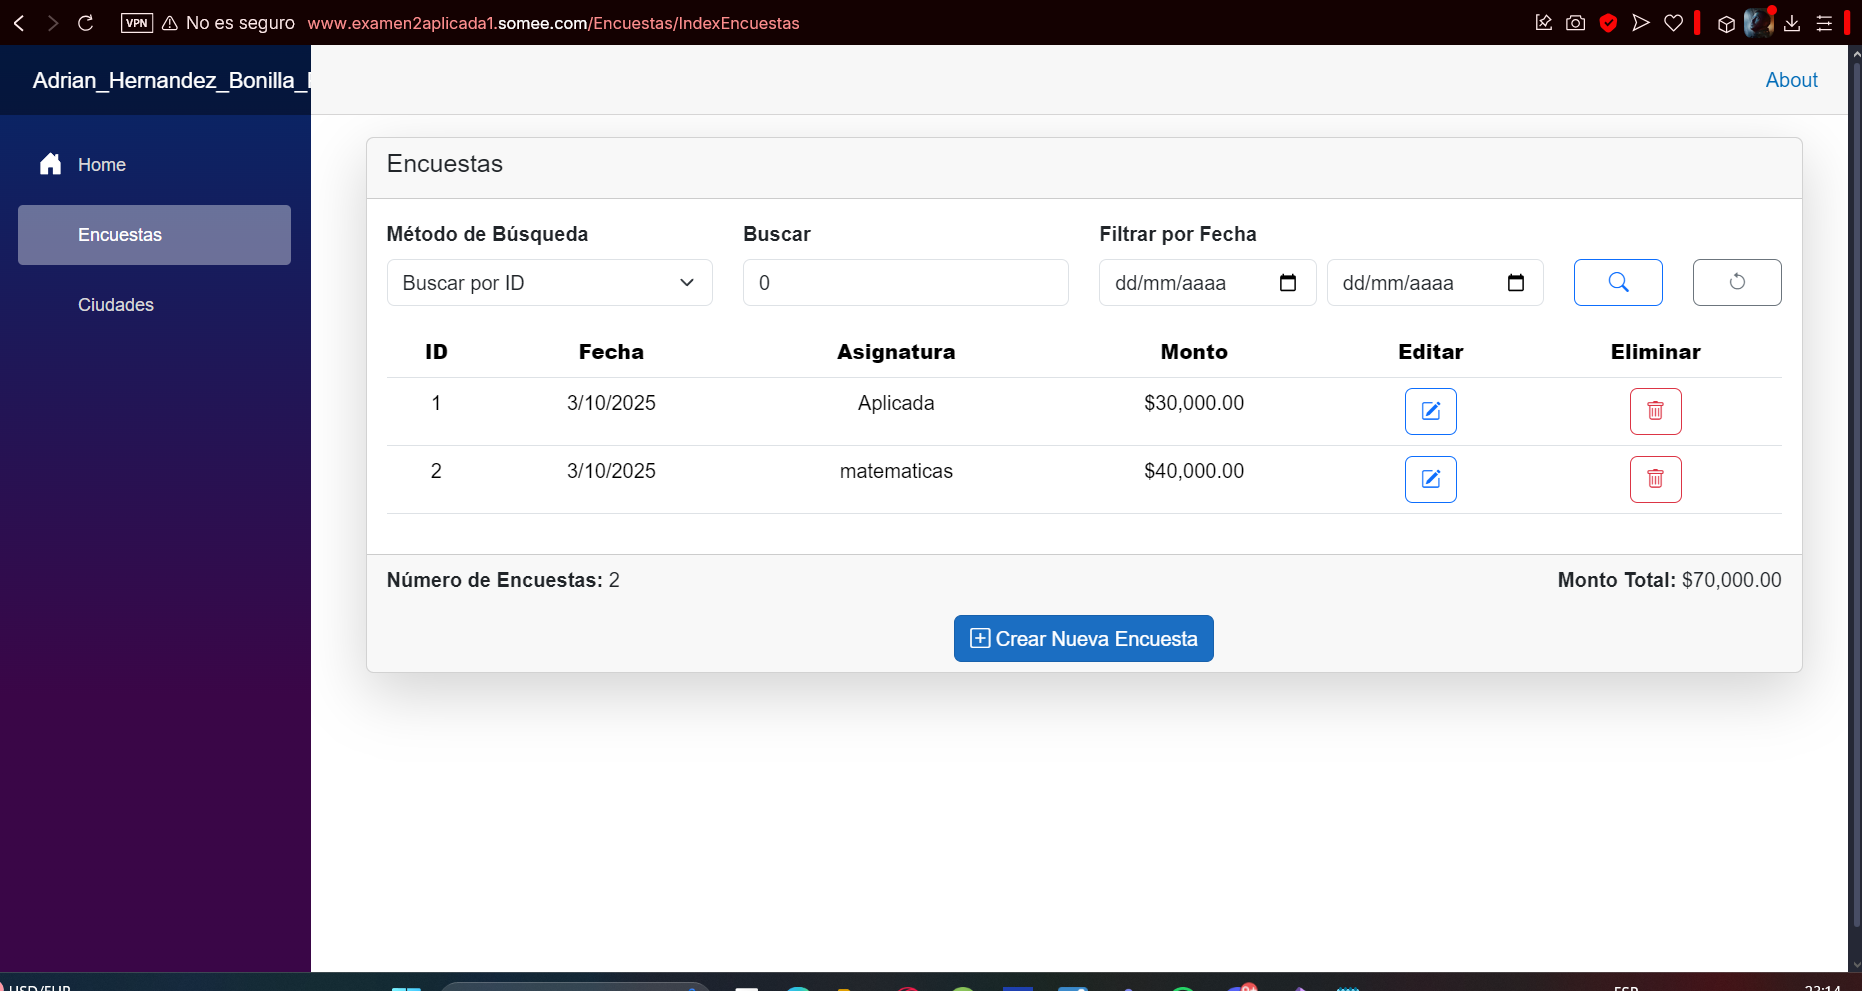 VPN No es seguro www.examen2aplicada1.somee.com/Encuestas/IndexEncuestas
Adrian_Hernandez_Bonilla_
About
Home
Encuestas
Ciudades
Encuestas
Método de Búsqueda Buscar Filtrar por Fecha
Buscar por ID 0 dd/mm/aaaa dd/mm/aaaa
ID Fecha Asignatura Monto Editar Eliminar
1 3/10/2025 Aplicada $30,000.00
2 3/10/2025 matematicas $40,000.00
Número de Encuestas: 2 Monto Total: $70,000.00
Crear Nueva Encuesta